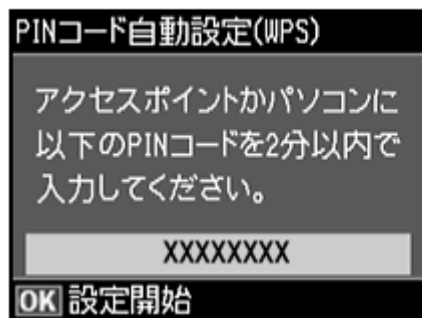 PINコード自動設定(WPS)
アクセスポイントかパソコンに
以下のPINコードを2分以内で
入力してください。
XXXXXXXX
OK 設定開始